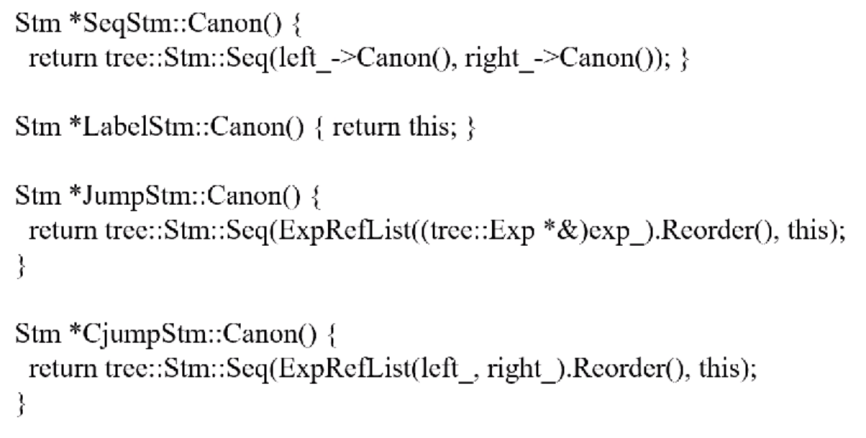 Stm *SeqStm::Canon() {
return tree::Stm::Seq(left_->Canon(), right_->Canon()); }
Stm *LabelStm::Canon() { return this; }
Stm *JumpStm::Canon() {
return tree::Stm::Seq(ExpRefList((tree::Exp *&)exp_).Reorder(), this);
}
Stm *CjumpStm::Canon() {
return tree::Stm::Seq(ExpRefList(left_, right_).Reorder(), this);
}